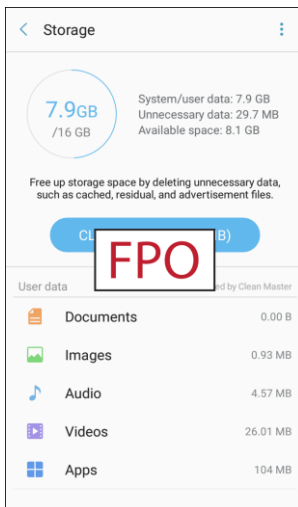 Storage
7.9GB
/16 GB
System/user data: 7.9 GB
Unnecessary data: 29.7 MB
Available space: 8.1 GB
Free up storage space by deleting unnecessary data,
such as cached, residual, and advertisement files.
FPO
User data
by Clean Master
Documents 0.00 B
Images 0.93 MB
Audio 4.57 MB
Videos 26.01 MB
Apps 104 MB